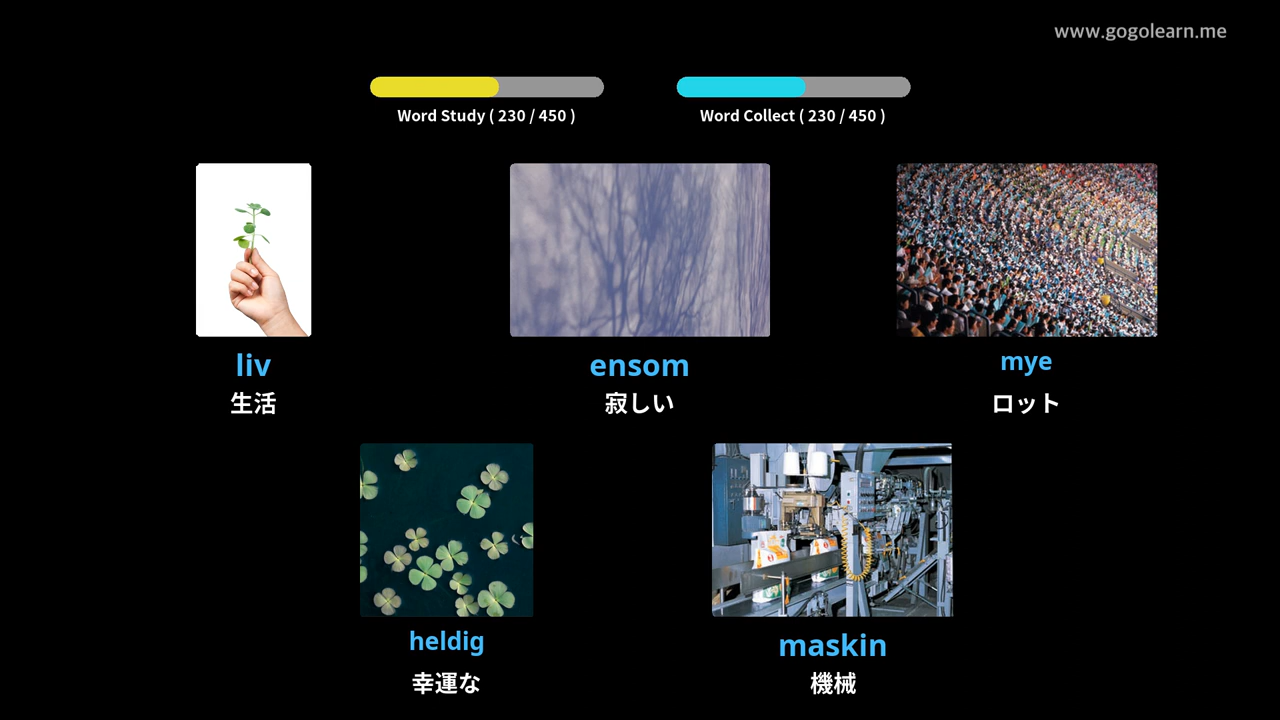 www.gogolearn.me
Word Study ( 230 / 450 )
Word Collect ( 230 / 450 )
liv
生活
ensom
寂しい
mye
ロット
heldig
幸運な
maskin
機械